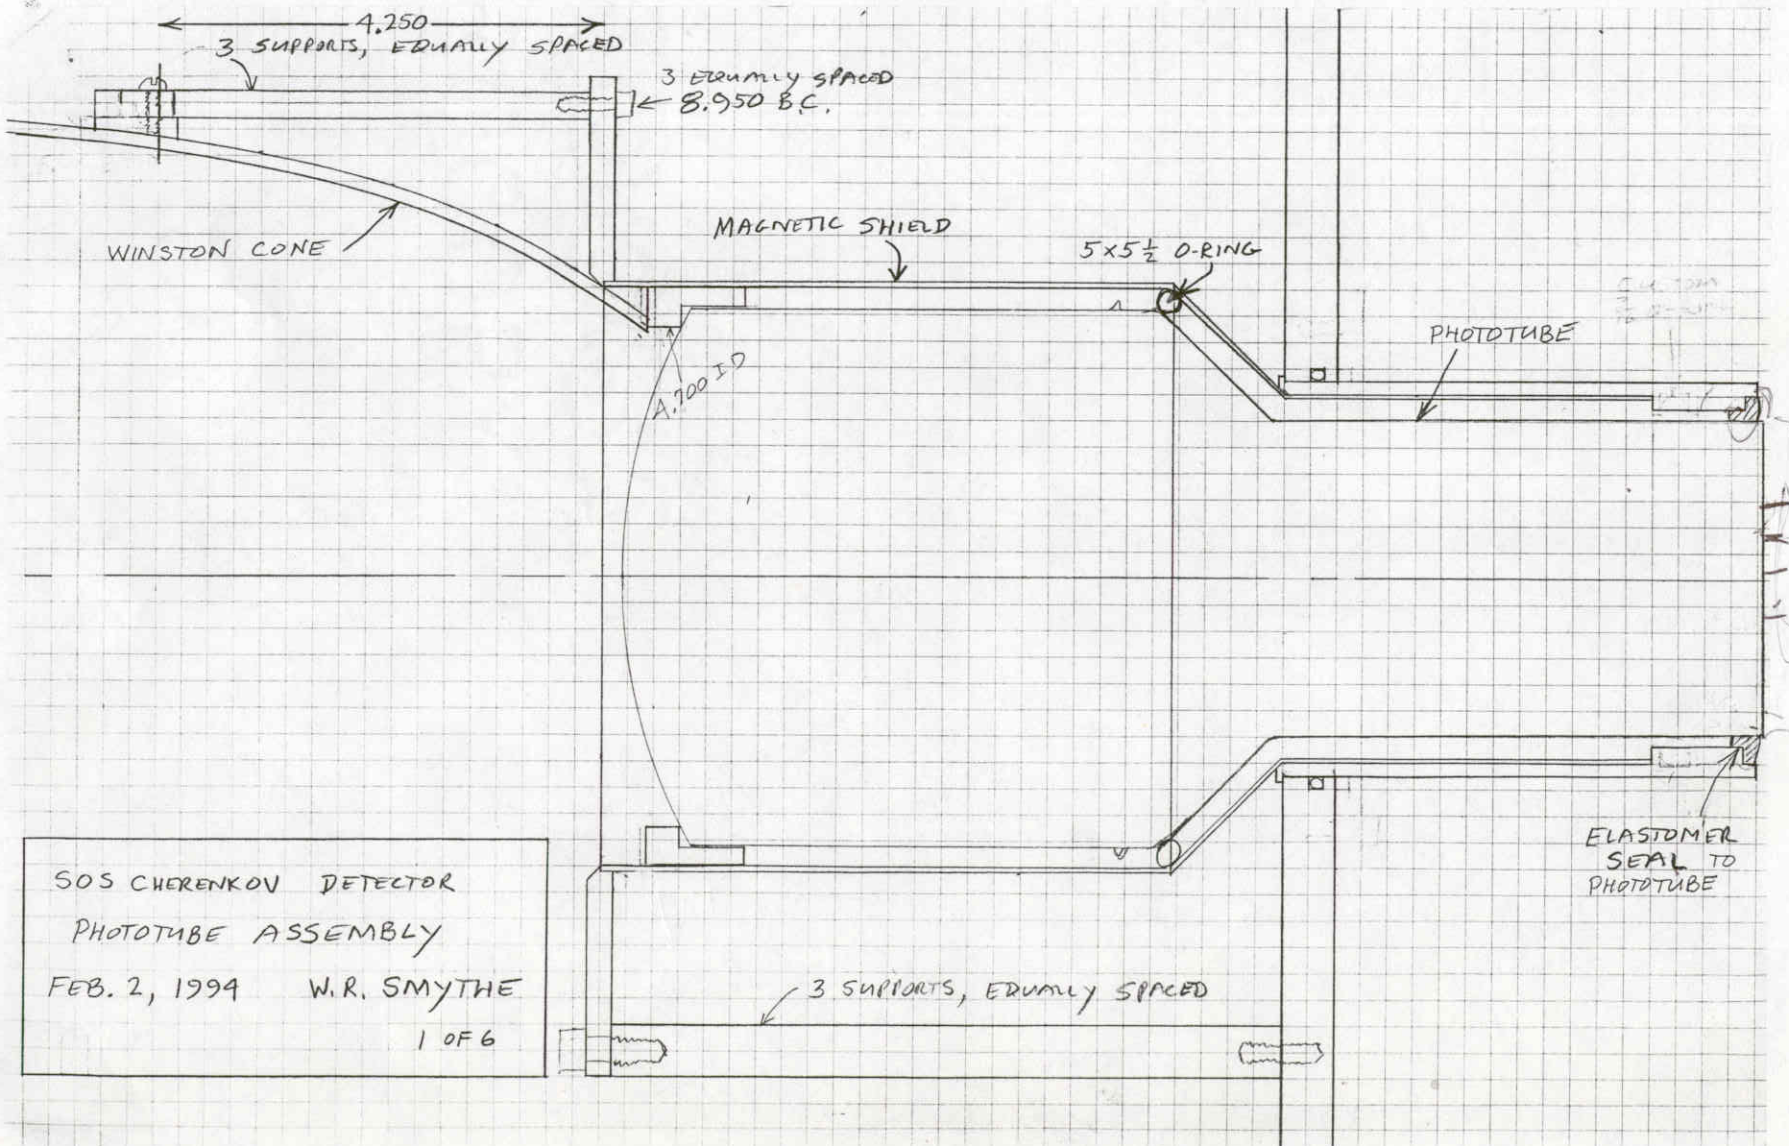 4.250
3 SUPPORTS, EQUALLY SPACED
3 EQUALLY SPACED
8.950 B.C.
WINSTON CONE
MAGNETIC SHIELD
5x5½ O-RING
PHOTOTUBE
4.700 ID
ELASTOMER
SEAL TO
PHOTOTUBE
3 SUPPORTS, EQUALLY SPACED
SOS CHERENKOV DETECTOR
PHOTOTUBE ASSEMBLY
FEB. 2, 1994 W.R. SMYTHE
1 OF 6